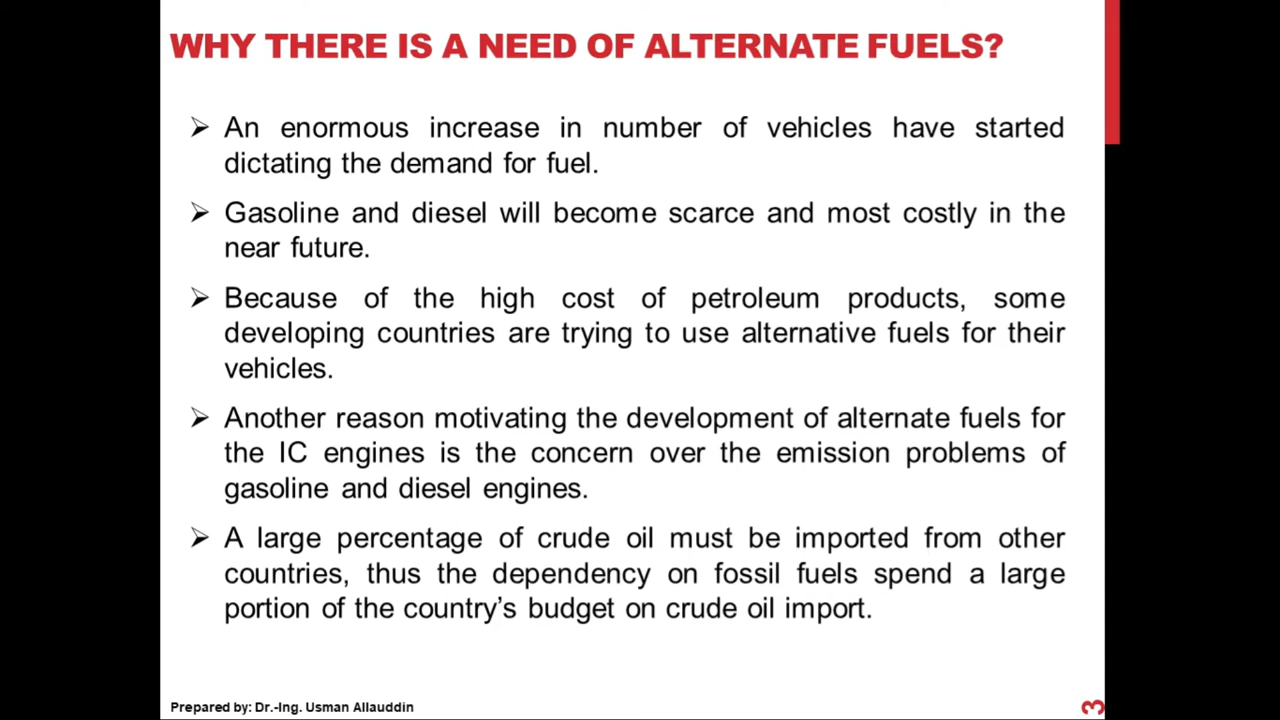 WHY THERE IS A NEED OF ALTERNATE FUELS?
➢ An enormous increase in number of vehicles have started
dictating the demand for fuel.
➢ Gasoline and diesel will become scarce and most costly in the
near future.
➢ Because of the high cost of petroleum products, some
developing countries are trying to use alternative fuels for their
vehicles.
➢ Another reason motivating the development of alternate fuels for
the IC engines is the concern over the emission problems of
gasoline and diesel engines.
➢ A large percentage of crude oil must be imported from other
countries, thus the dependency on fossil fuels spend a large
portion of the country’s budget on crude oil import.
Prepared by: Dr.-Ing. Usman Allauddin
3